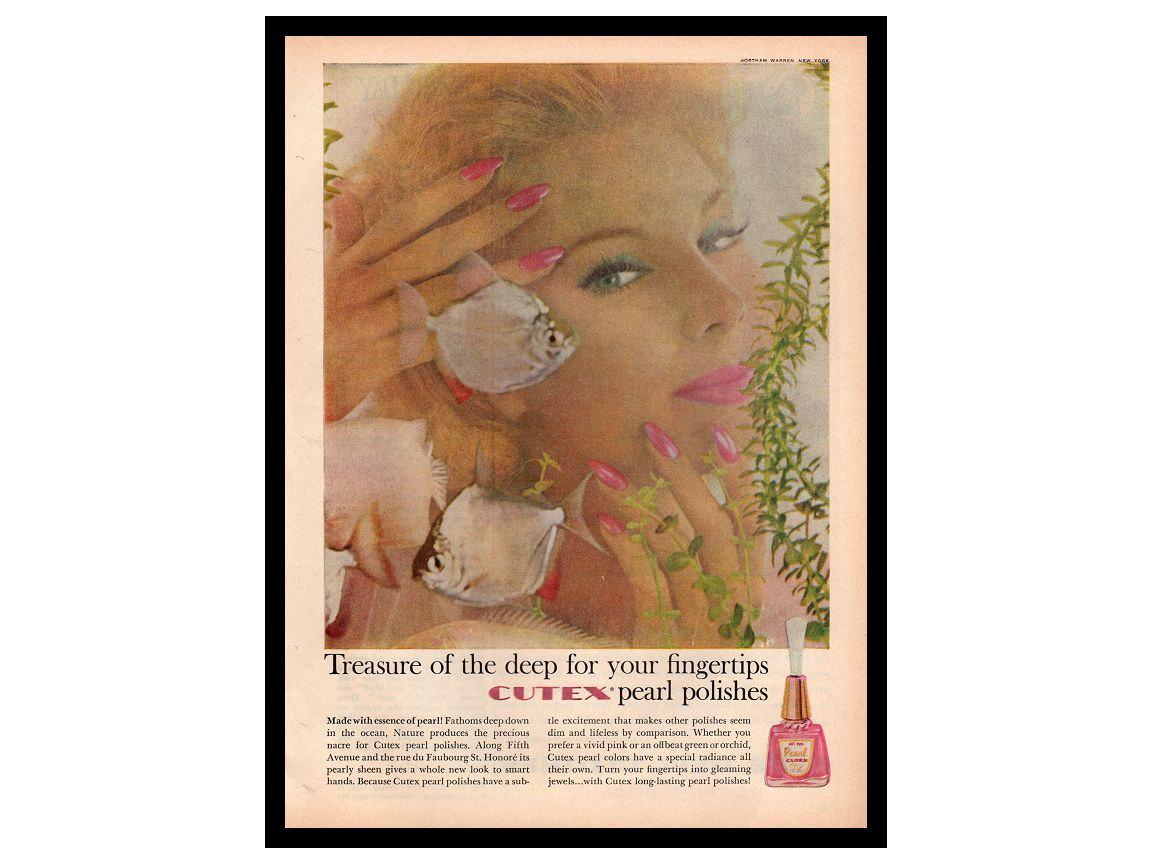 NORTHAM WARREN NEW YORK
Treasure of the deep for your fingertips
CUTEX® pearl polishes
Made with essence of pearl! Fathoms deep down
in the ocean, Nature produces the precious
nacre for Cutex pearl polishes. Along Fifth
Avenue and the rue du Faubourg St. Honoré its
pearly sheen gives a whole new look to smart
hands. Because Cutex pearl polishes have a sub-
tle excitement that makes other polishes seem
dim and lifeless by comparison. Whether you
prefer a vivid pink or an offbeat green or orchid,
Cutex pearl colors have a special radiance all
their own. Turn your fingertips into gleaming
jewels...with Cutex long-lasting pearl polishes!
Pearl
CUTEX